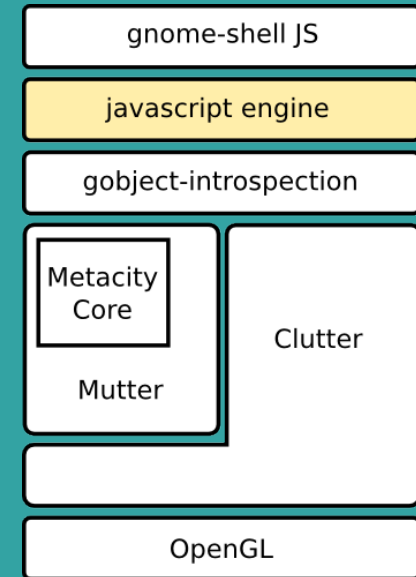 gnome-shell JS
javascript engine
gobject-introspection
Metacity
Core
Mutter
Clutter
OpenGL